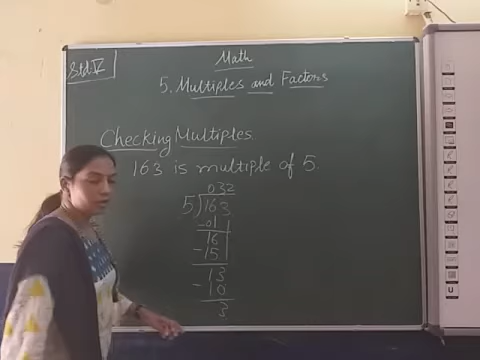 Std:V
Math
5. Multiples and Factors
Checking Multiples.
163 is multiple of 5.
032
5)163
-01
16
-15
13
-10
3